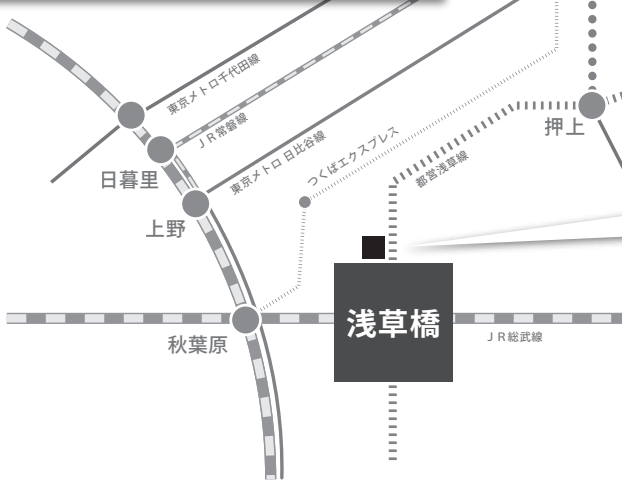 東京メトロ千代田線
JR常磐線
東京メトロ 日比谷線
つくばエクスプレス
都営浅草線
押上
日暮里
上野
浅草橋
JR総武線
秋葉原